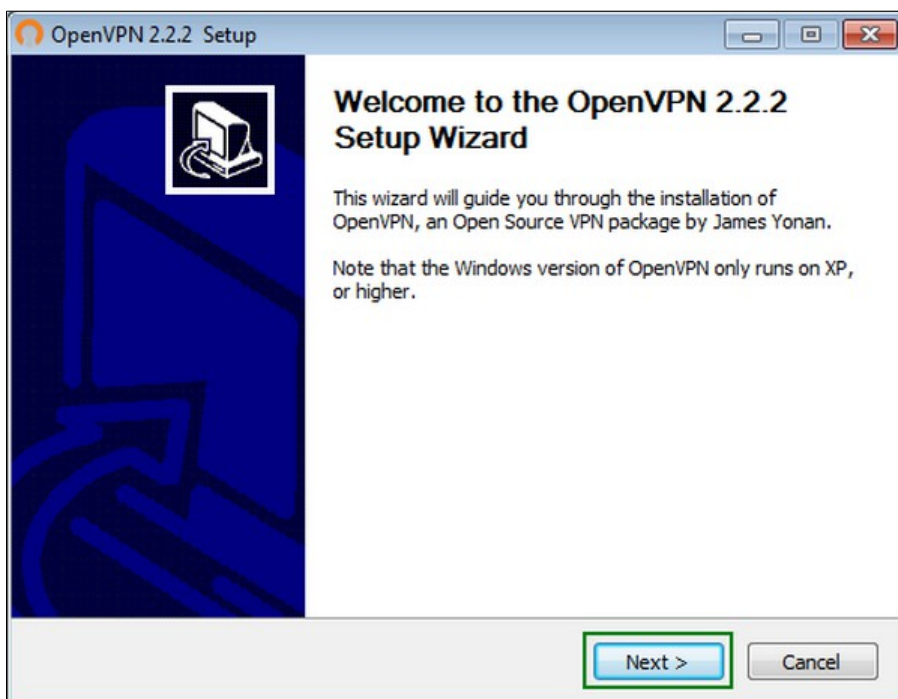 OpenVPN 2.2.2 Setup
Welcome to the OpenVPN 2.2.2
Setup Wizard
This wizard will guide you through the installation of
OpenVPN, an Open Source VPN package by James Yonan.
Note that the Windows version of OpenVPN only runs on XP,
or higher.
Next >
Cancel